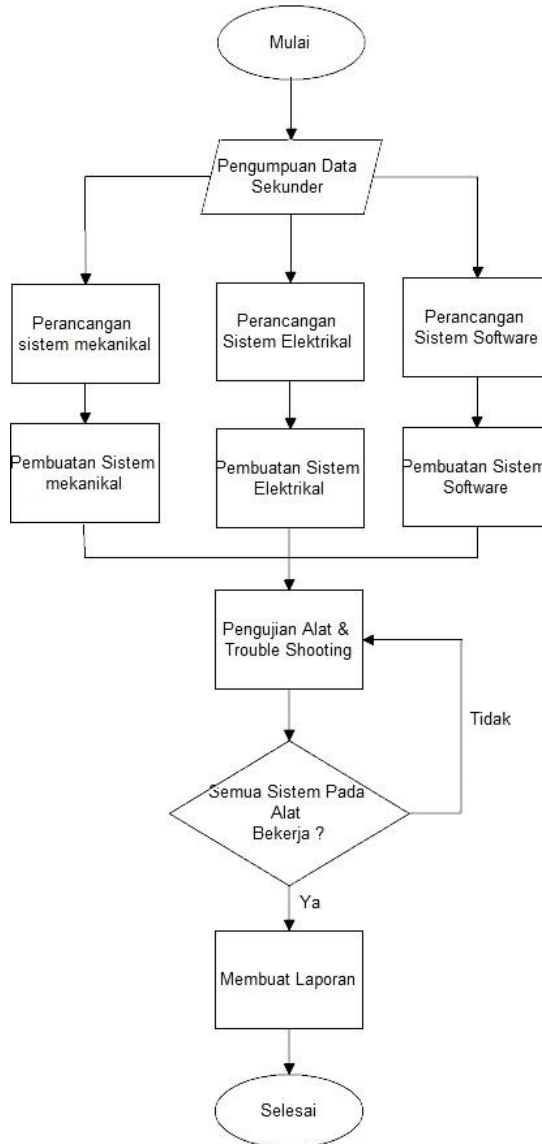 Mulai
Pengumpuan Data
Sekunder
Perancangan
sistem mekanikal
Perancangan
Sistem Elektrikal
Perancangan
Sistem Software
Pembuatan Sistem
mekanikal
Pembuatan Sistem
Elektrikal
Pembuatan Sistem
Software
Pengujian Alat &
Trouble Shooting
Tidak
Semua Sistem Pada
Alat
Bekerja ?
Ya
Membuat Laporan
Selesai